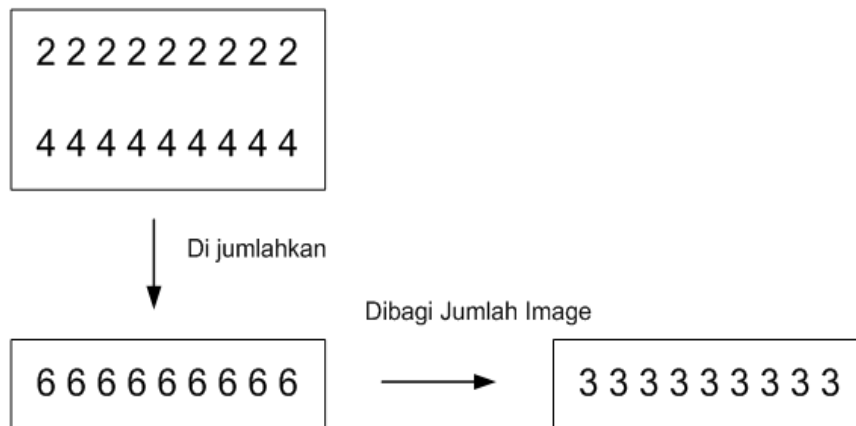 2 2 2 2 2 2 2 2 2
4 4 4 4 4 4 4 4 4
Di jumlahkan
Dibagi Jumlah Image
6 6 6 6 6 6 6 6 6
3 3 3 3 3 3 3 3 3